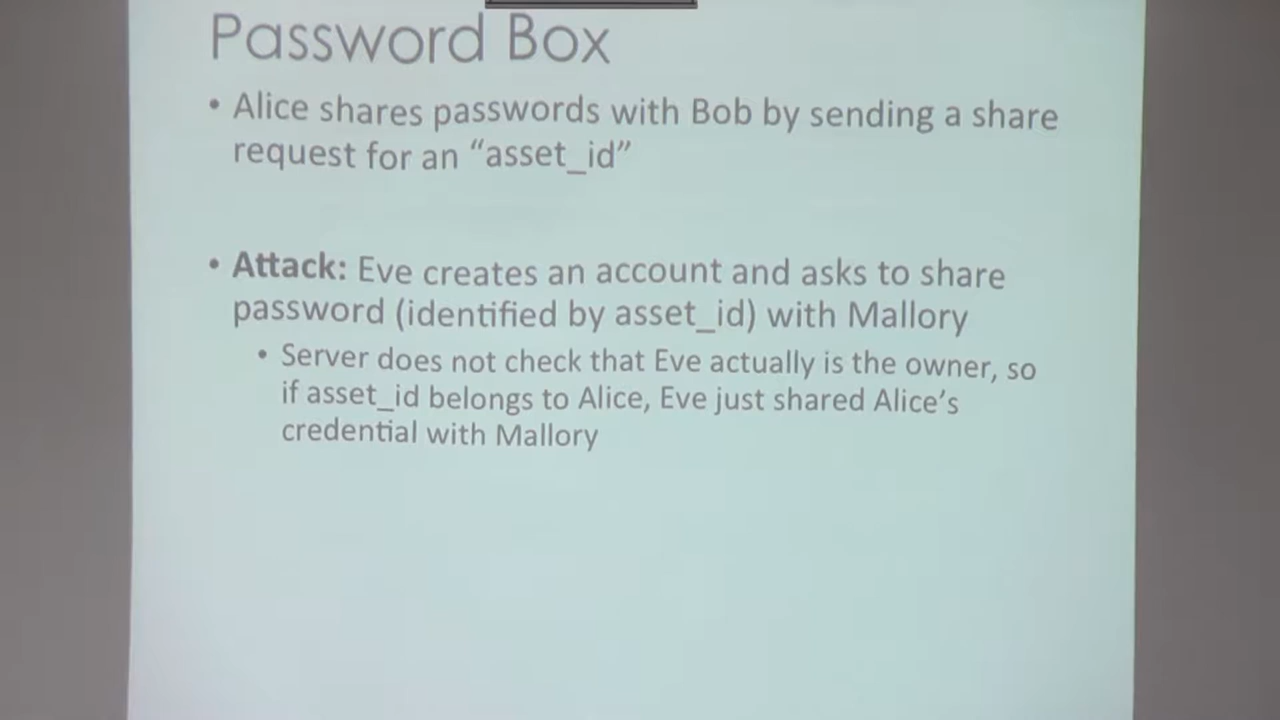 Password Box
• Alice shares passwords with Bob by sending a share
request for an “asset_id”
• Attack: Eve creates an account and asks to share
password (identified by asset_id) with Mallory
• Server does not check that Eve actually is the owner, so
if asset_id belongs to Alice, Eve just shared Alice’s
credential with Mallory